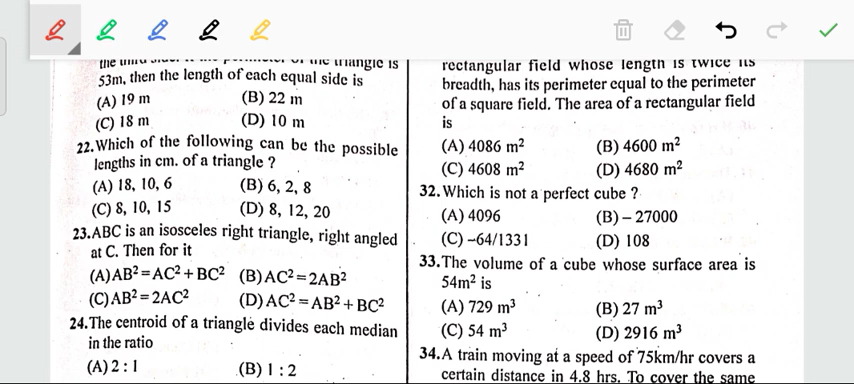 53m, then the length of each equal side is
(A) 19 m (B) 22 m
(C) 18 m (D) 10 m
22. Which of the following can be the possible
lengths in cm. of a triangle ?
(A) 18, 10, 6 (B) 6, 2, 8
(C) 8, 10, 15 (D) 8, 12, 20
23. ABC is an isosceles right triangle, right angled
at C. Then for it
(A) AB² = AC² + BC² (B) AC² = 2AB²
(C) AB² = 2AC² (D) AC² = AB² + BC²
24. The centroid of a triangle divides each median
in the ratio
(A) 2 : 1 (B) 1 : 2
rectangular field whose length is twice its
breadth, has its perimeter equal to the perimeter
of a square field. The area of a rectangular field
is
(A) 4086 m² (B) 4600 m²
(C) 4608 m² (D) 4680 m²
32. Which is not a perfect cube ?
(A) 4096 (B) – 27000
(C) –64/1331 (D) 108
33. The volume of a cube whose surface area is
54m² is
(A) 729 m³ (B) 27 m³
(C) 54 m³ (D) 2916 m³
34. A train moving at a speed of 75km/hr covers a
certain distance in 4.8 hrs. To cover the same